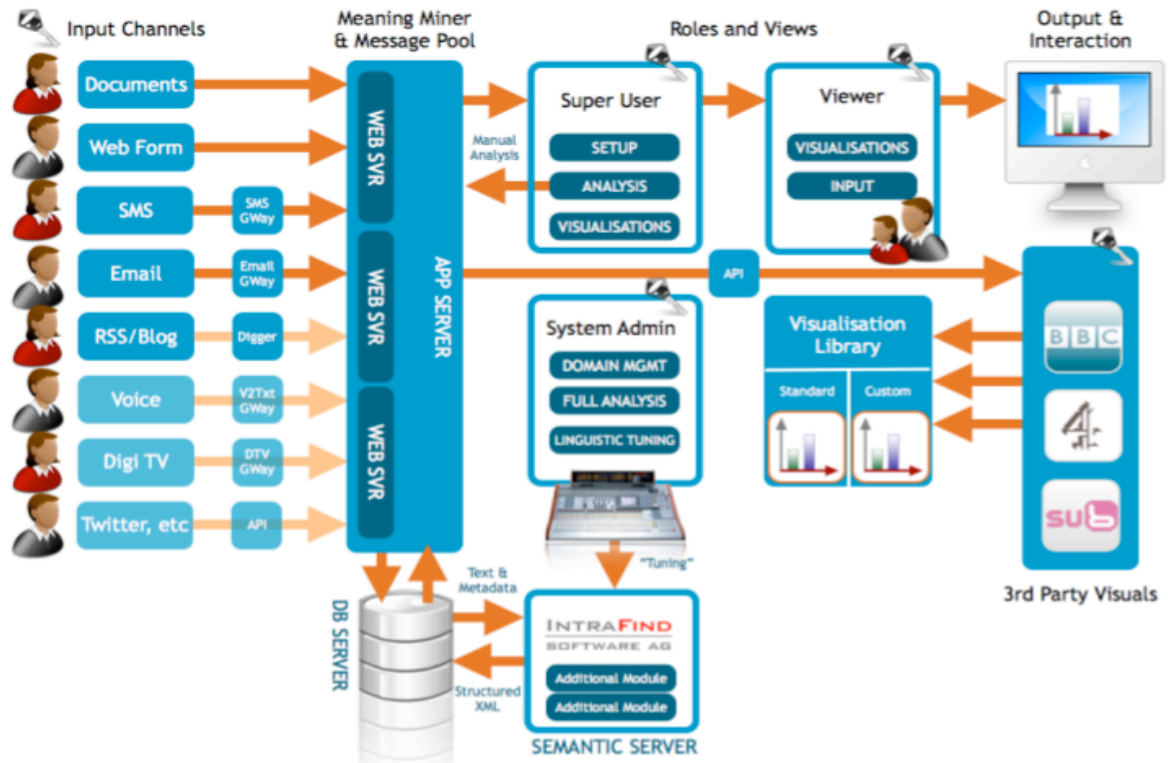 Input Channels
Meaning Miner
& Message Pool
Roles and Views
Output &
Interaction
Documents
Web Form
SMS
SMS
GWay
Email
Email
GWay
RSS/Blog
Digger
Voice
V2Txt
GWay
Digi TV
DTV
GWay
Twitter, etc
API
WEB SVR
WEB SVR
WEB SVR
APP SERVER
Manual
Analysis
Super User
SETUP
ANALYSIS
VISUALISATIONS
Viewer
VISUALISATIONS
INPUT
API
System Admin
DOMAIN MGMT
FULL ANALYSIS
LINGUISTIC TUNING
Visualisation
Library
Standard
Custom
BBC
4
sub
3rd Party Visuals
"Tuning"
Text &
Metadata
DB SERVER
Structured
XML
INTRAFIND
SOFTWARE AG
Additional Module
Additional Module
SEMANTIC SERVER